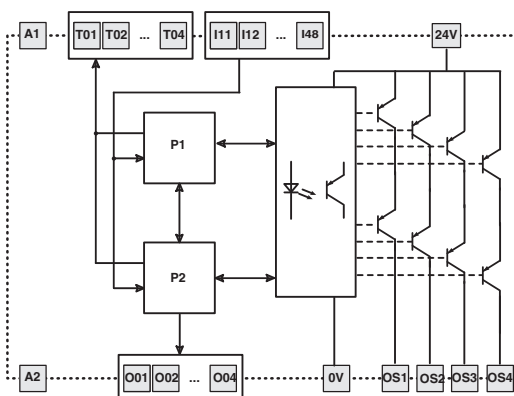 A1 T01 T02 ... T04 I11 I12 ... I48 24V
P1
P2
A2 O01 O02 ... O04 0V OS1 OS2 OS3 OS4